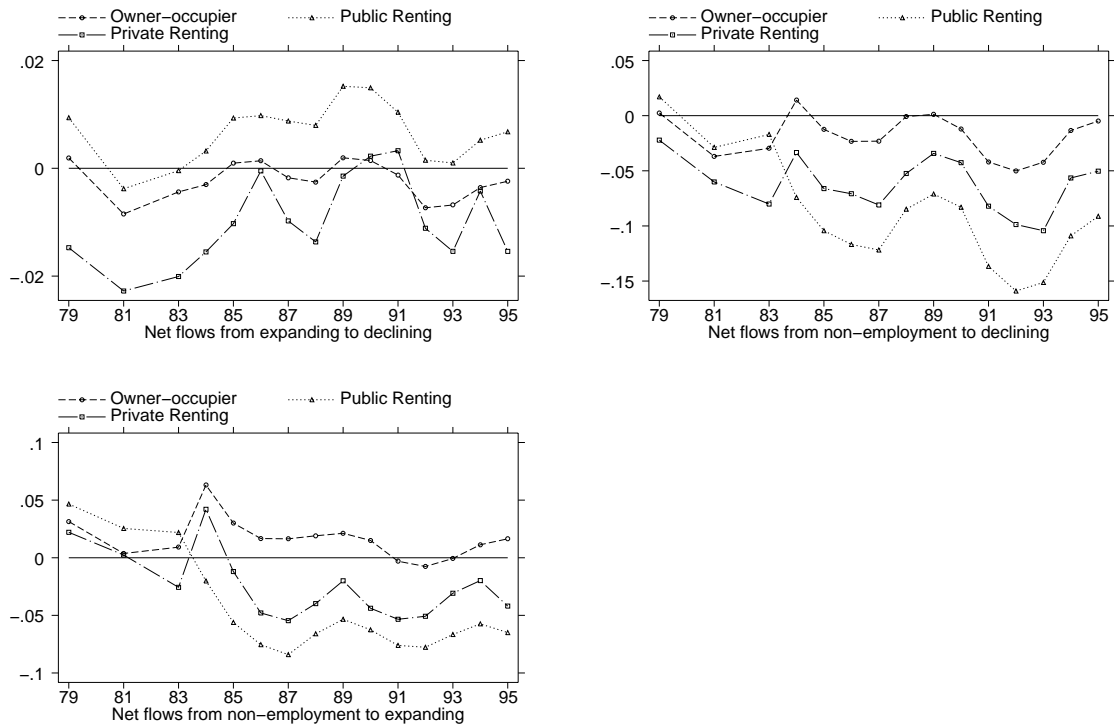 Owner−occupier Public Renting
Private Renting
.02
0
−.02
79 81 83 85 87 89 91 93 95
Net flows from expanding to declining
Owner−occupier Public Renting
Private Renting
.05
0
−.05
−.1
−.15
79 81 83 85 87 89 91 93 95
Net flows from non−employment to declining
Owner−occupier Public Renting
Private Renting
.1
.05
0
−.05
−.1
79 81 83 85 87 89 91 93 95
Net flows from non−employment to expanding